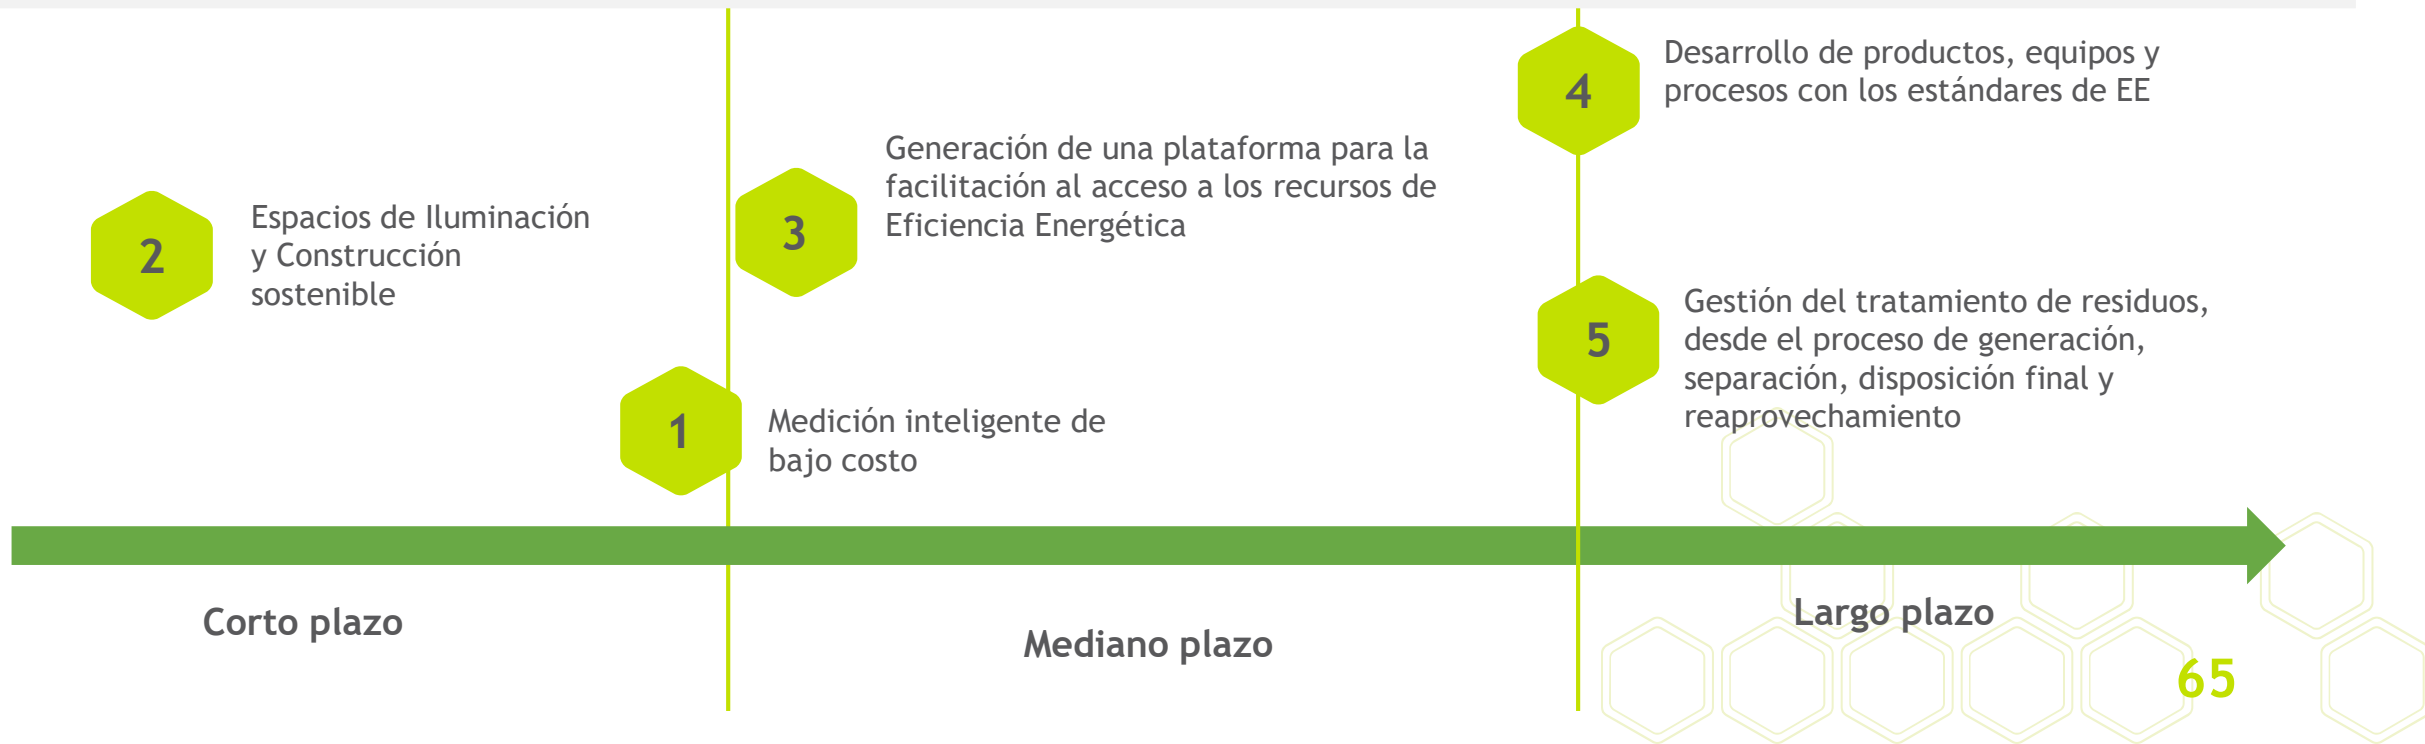 2
Espacios de Iluminación
y Construcción
sostenible
1
Medición inteligente de
bajo costo
3
Generación de una plataforma para la
facilitación al acceso a los recursos de
Eficiencia Energética
4
Desarrollo de productos, equipos y
procesos con los estándares de EE
5
Gestión del tratamiento de residuos,
desde el proceso de generación,
separación, disposición final y
reaprovechamiento
Corto plazo
Mediano plazo
Largo plazo
65